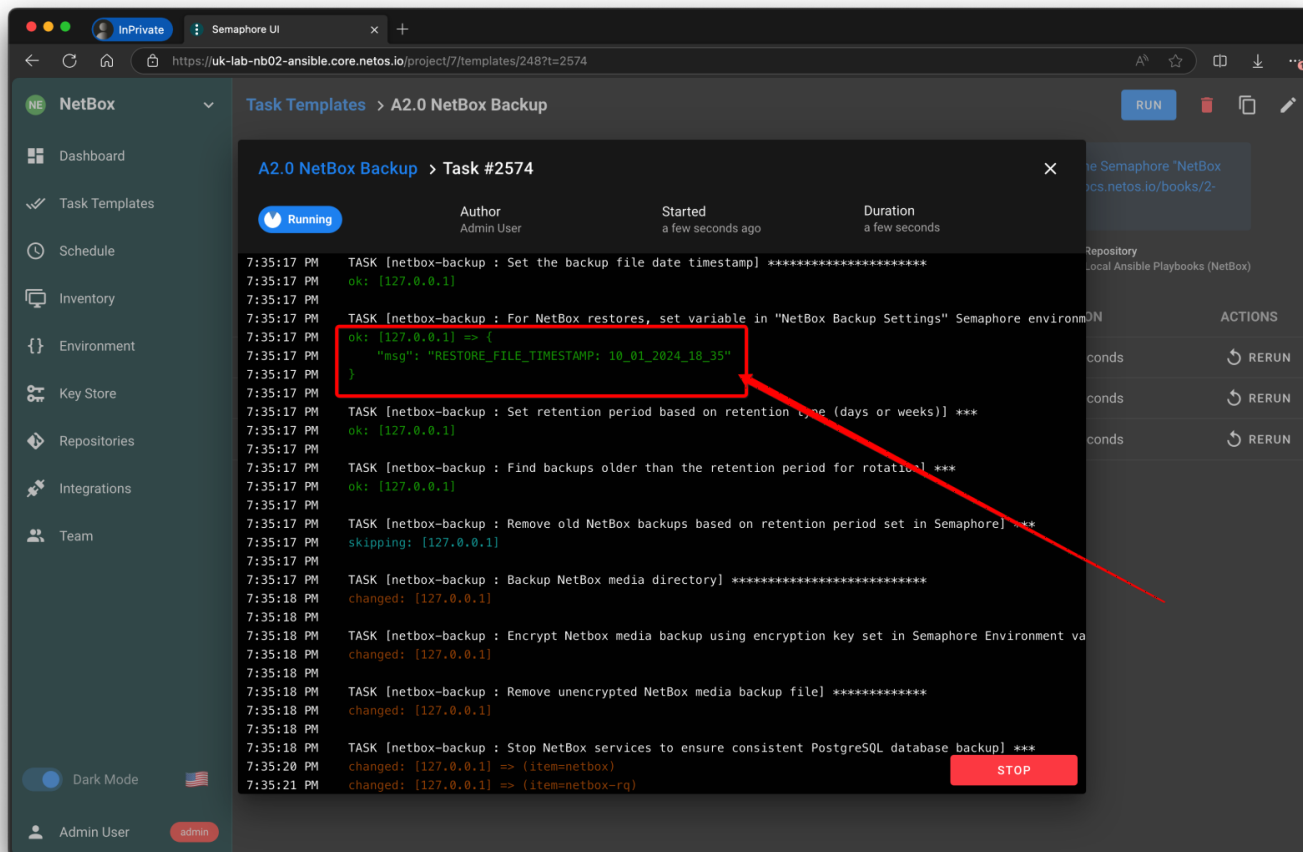 InPrivate
Semaphore UI
https://uk-lab-nb02-ansible.core.netos.io/project/7/templates/248?t=2574
NE
NetBox
Task Templates > A2.0 NetBox Backup
RUN
Dashboard
Task Templates
Schedule
Inventory
Environment
Key Store
Repositories
Integrations
Team
Dark Mode
Admin User
admin
A2.0 NetBox Backup > Task #2574
Running
Author
Admin User
Started
a few seconds ago
Duration
a few seconds
7:35:17 PM TASK [netbox-backup : Set the backup file date timestamp] **********************
7:35:17 PM ok: [127.0.0.1]
7:35:17 PM
7:35:17 PM TASK [netbox-backup : For NetBox restores, set variable in "NetBox Backup Settings" Semaphore environm
7:35:17 PM ok: [127.0.0.1] => {
7:35:17 PM "msg": "RESTORE_FILE_TIMESTAMP: 10_01_2024_18_35"
7:35:17 PM }
7:35:17 PM
7:35:17 PM TASK [netbox-backup : Set retention period based on retention type (days or weeks)] ***
7:35:17 PM ok: [127.0.0.1]
7:35:17 PM
7:35:17 PM TASK [netbox-backup : Find backups older than the retention period for rotation] ***
7:35:17 PM ok: [127.0.0.1]
7:35:17 PM
7:35:17 PM TASK [netbox-backup : Remove old NetBox backups based on retention period set in Semaphore] ***
7:35:17 PM skipping: [127.0.0.1]
7:35:17 PM
7:35:17 PM TASK [netbox-backup : Backup NetBox media directory] ***************************
7:35:18 PM changed: [127.0.0.1]
7:35:18 PM
7:35:18 PM TASK [netbox-backup : Encrypt Netbox media backup using encryption key set in Semaphore Environment va
7:35:18 PM changed: [127.0.0.1]
7:35:18 PM
7:35:18 PM TASK [netbox-backup : Remove unencrypted NetBox media backup file] *************
7:35:18 PM changed: [127.0.0.1]
7:35:18 PM
7:35:18 PM TASK [netbox-backup : Stop NetBox services to ensure consistent PostgreSQL database backup] ***
7:35:20 PM changed: [127.0.0.1] => (item=netbox)
7:35:21 PM changed: [127.0.0.1] => (item=netbox-rq)
STOP
he Semaphore "NetBox
ocs.netos.io/books/2-
Repository
Local Ansible Playbooks (NetBox)
ON ACTIONS
conds RERUN
conds RERUN
conds RERUN